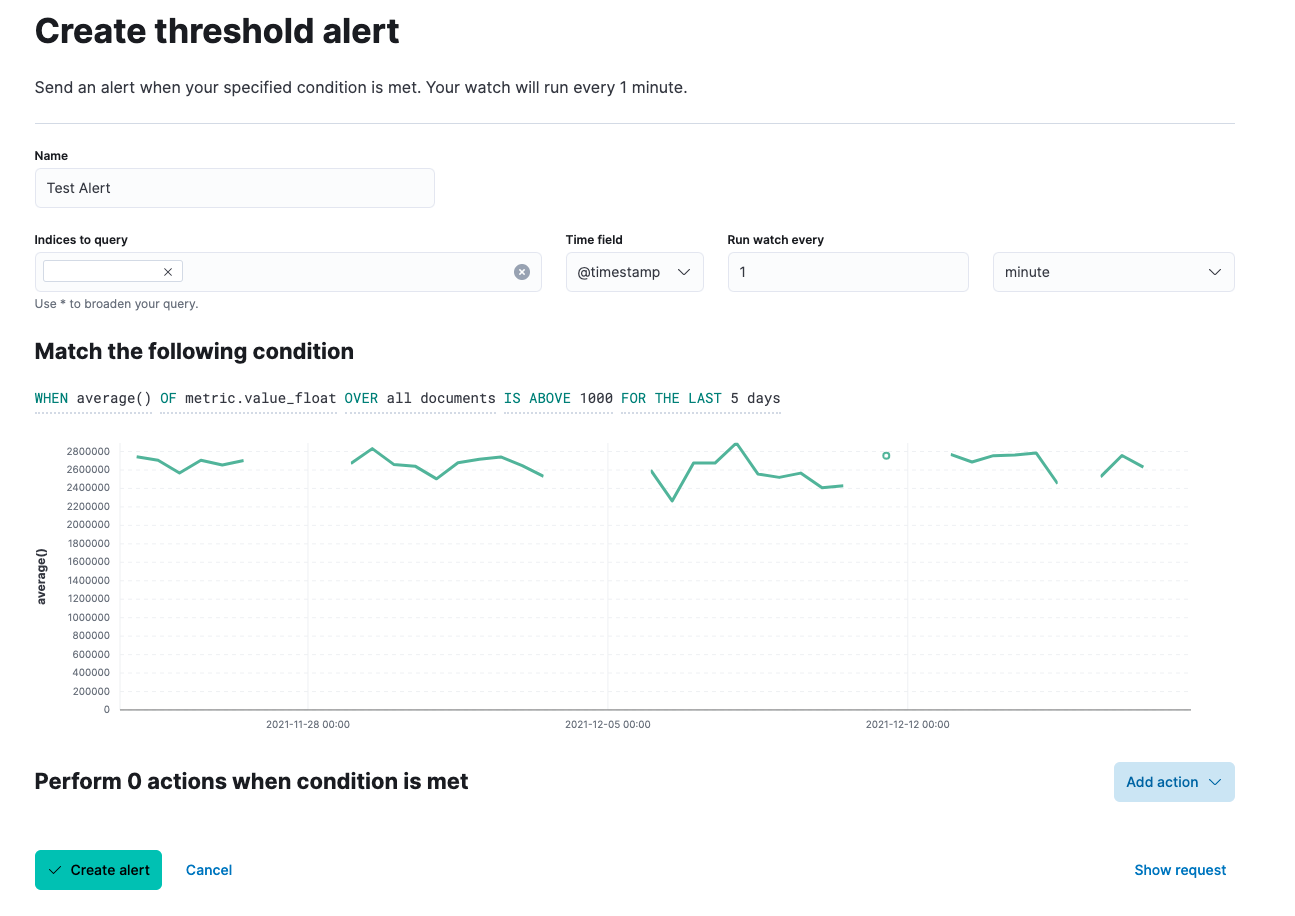 Create threshold alert
Send an alert when your specified condition is met. Your watch will run every 1 minute.
Name
Test Alert
Indices to query
Time field
Run watch every
@timestamp
1
minute
Use * to broaden your query.
Match the following condition
WHEN average() OF metric.value_float OVER all documents IS ABOVE 1000 FOR THE LAST 5 days
average()
2800000
2600000
2400000
2200000
2000000
1800000
1600000
1400000
1200000
1000000
800000
600000
400000
200000
0
2021-11-28 00:00
2021-12-05 00:00
2021-12-12 00:00
Perform 0 actions when condition is met
Add action
Create alert
Cancel
Show request